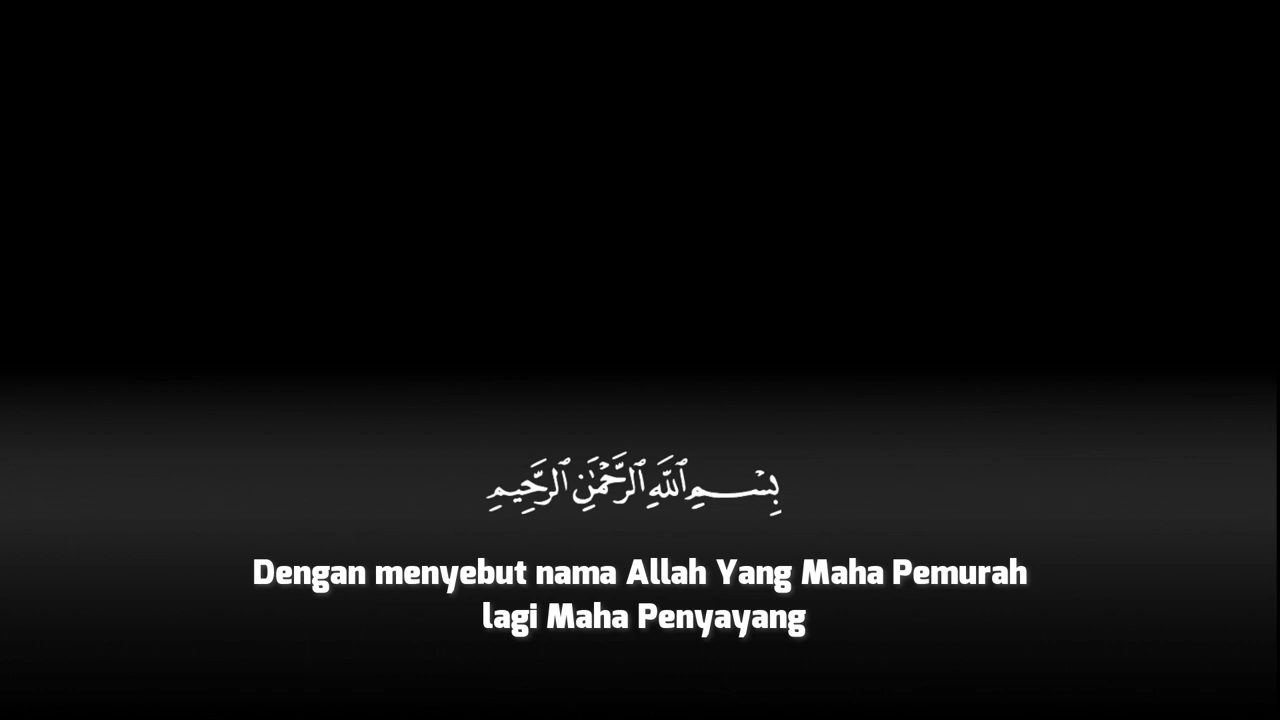 بِسْمِ ٱللَّهِ ٱلرَّحْمَٰنِ ٱلرَّحِيمِ
Dengan menyebut nama Allah Yang Maha Pemurah
lagi Maha Penyayang